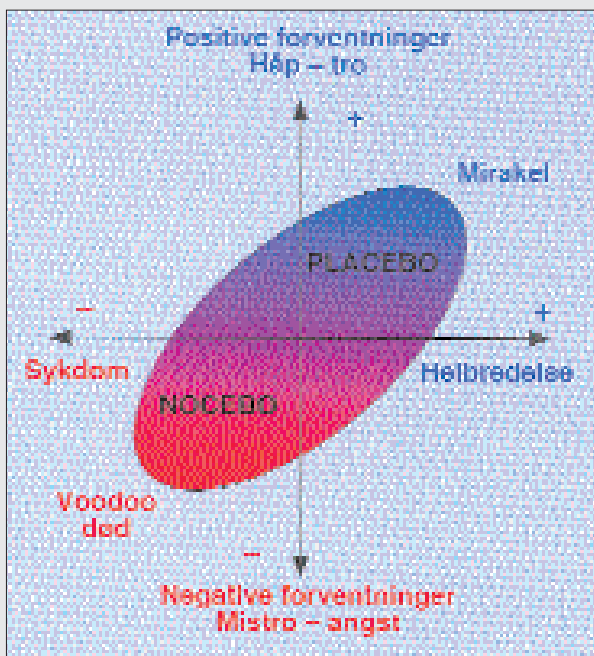 Positive forventninger
Håp – tro
+
Mirakel
PLACEBO
– +
Sykdom Helbredelse
NOCEBO
Voodoo
død
–
Negative forventninger
Mistro – angst